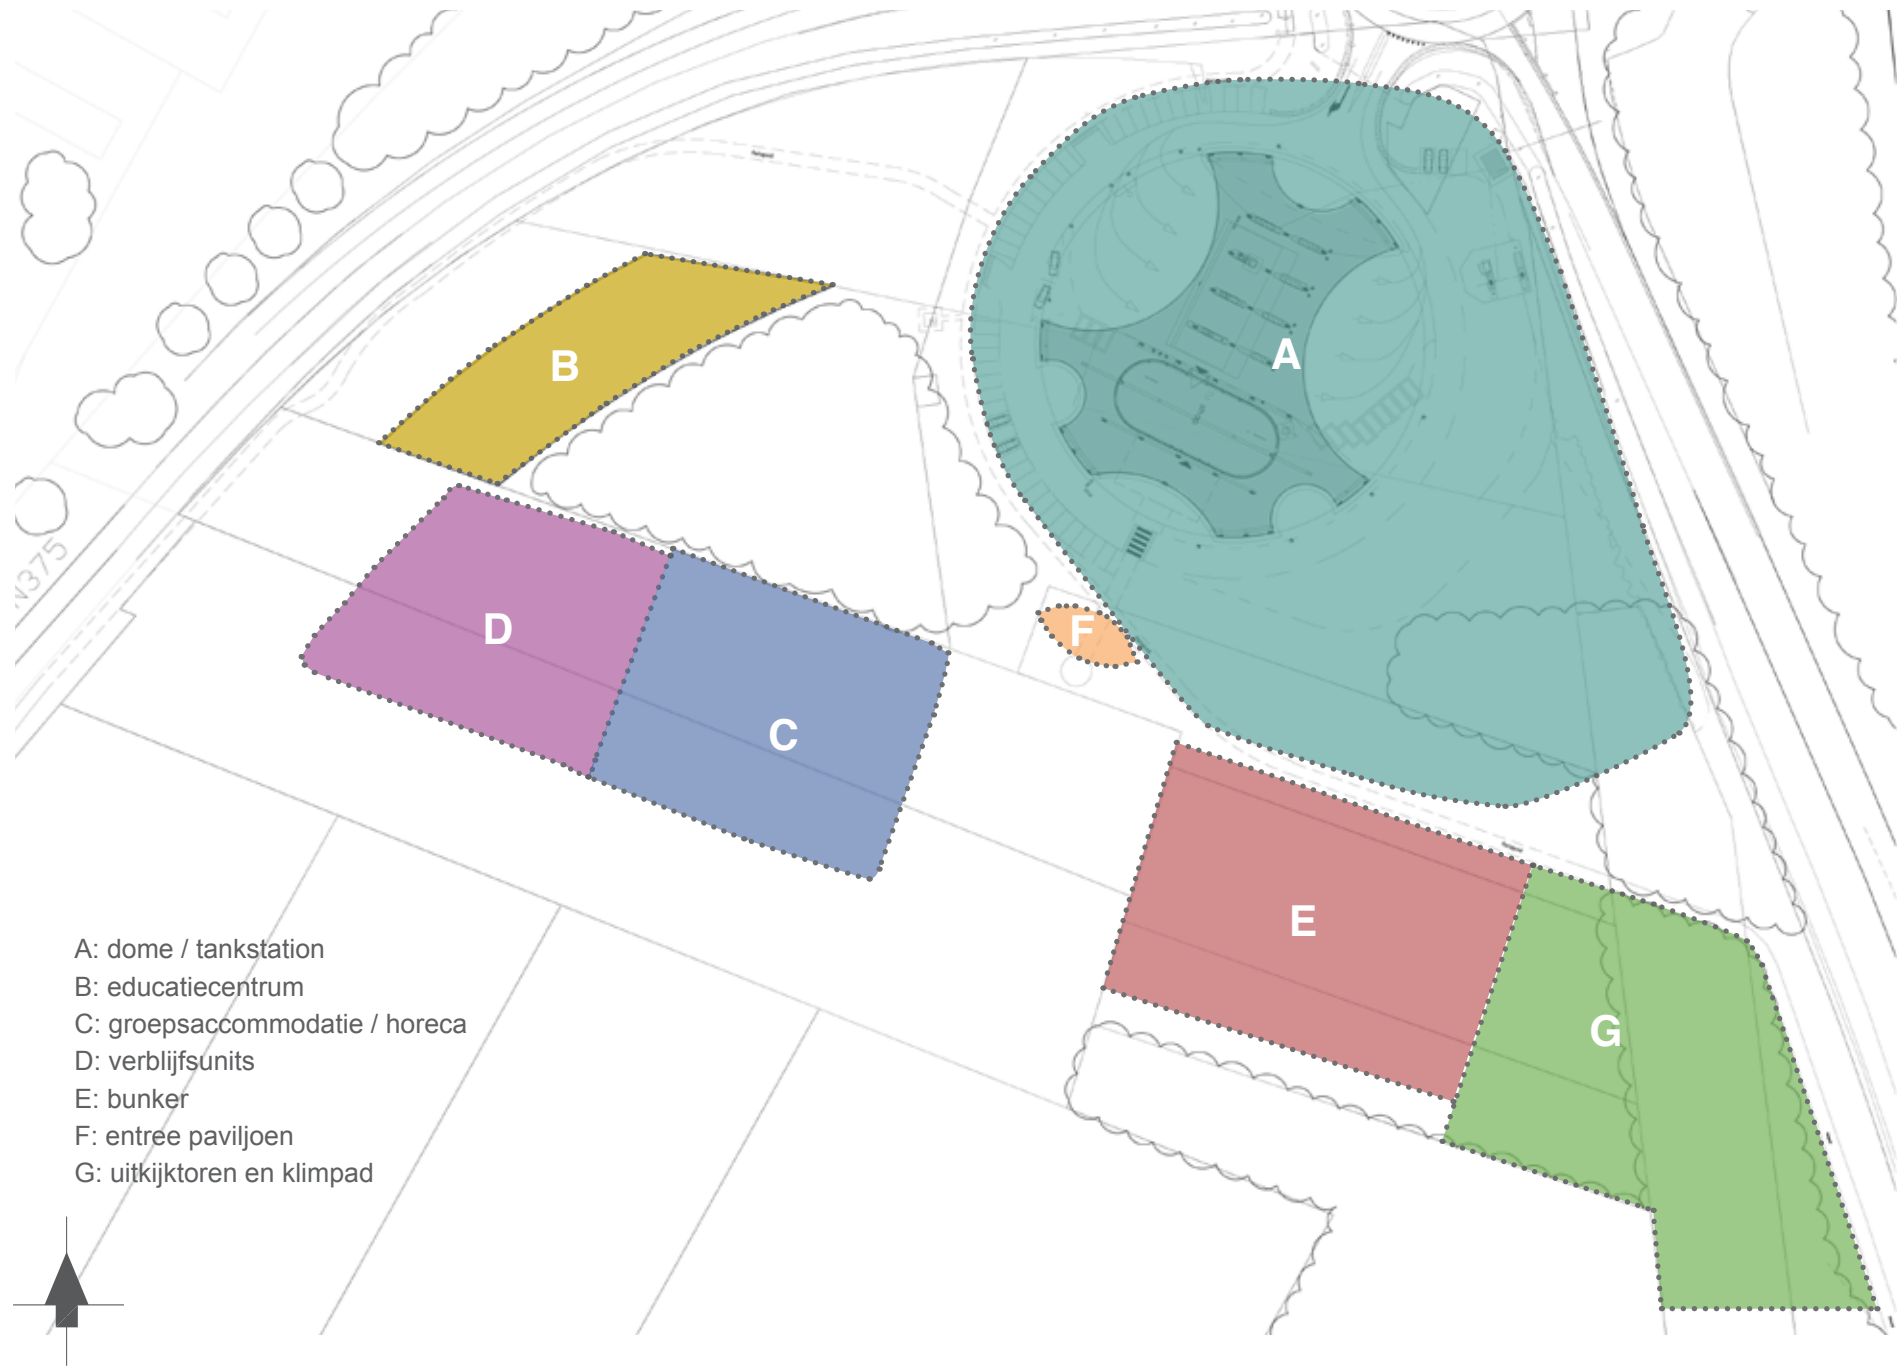 A
B
F
D
C
E
G
N375
A: dome / tankstation
B: educatiecentrum
C: groepsaccommodatie / horeca
D: verblijfsunits
E: bunker
F: entree paviljoen
G: uitkijktoren en klimpad